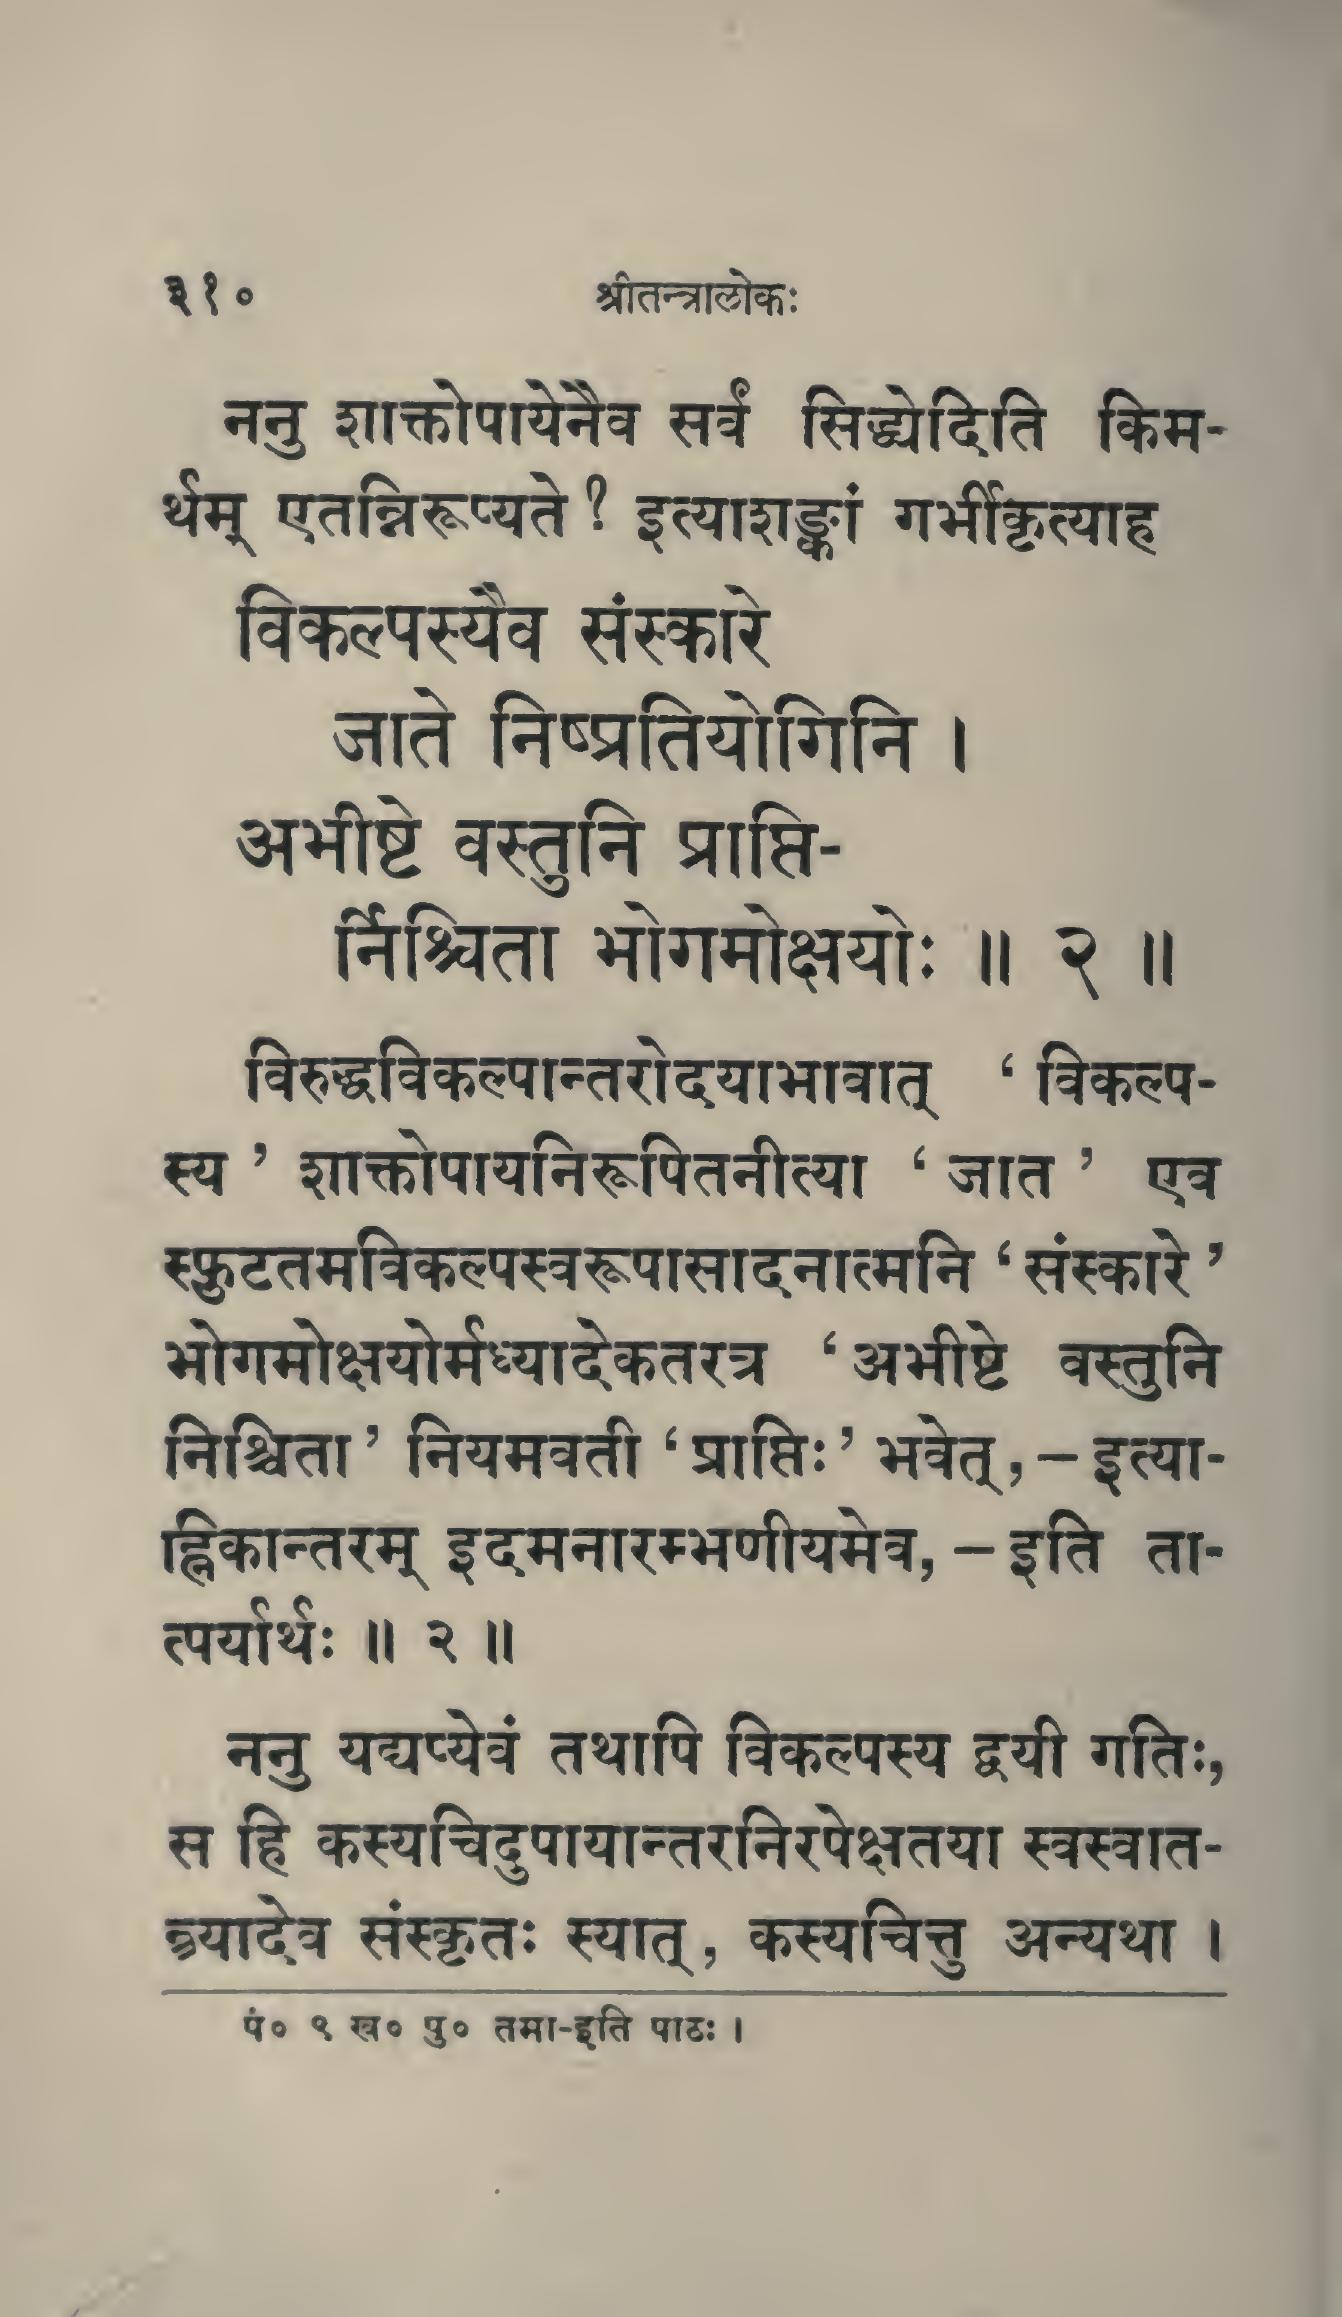 ३१० श्रीतन्त्रालोकः
ननु शाक्तोपायेनैव सर्वं सिद्ध्येदिति किम-
र्थम् एतन्निरूप्यते? इत्याशङ्कां गर्भीकृत्याह
विकल्पस्यैव संस्कारे
जाते निष्प्रतियोगिनि ।
अभीष्टे वस्तुनि प्राप्ति-
र्निश्चिता भोगमोक्षयोः ॥ २ ॥
विरुद्धविकल्पान्तरोदयाभावात् ‘ विकल्प-
स्य ’ शाक्तोपायनिरूपितनीत्या ‘ जात ’ एव
स्फुटतमविकल्पस्वरूपासादनात्मनि ‘ संस्कारे ’
भोगमोक्षयोर्मध्यादेकतरत्र ‘ अभीष्टे वस्तुनि
निश्चिता ’ नियमवती ‘ प्राप्तिः ’ भवेत्, – इत्या-
ह्निकान्तरम् इदमनारम्भणीयमेव, – इति ता-
त्पर्यार्थः ॥ २ ॥
ननु यद्यप्येवं तथापि विकल्पस्य द्वयी गतिः,
स हि कस्यचिदुपायान्तरनिरपेक्षतया स्वस्वात-
न्त्र्यादेव संस्कृतः स्यात्, कस्यचित्तु अन्यथा ।
पं० ९ ख० पु० तमा-इति पाठः ।